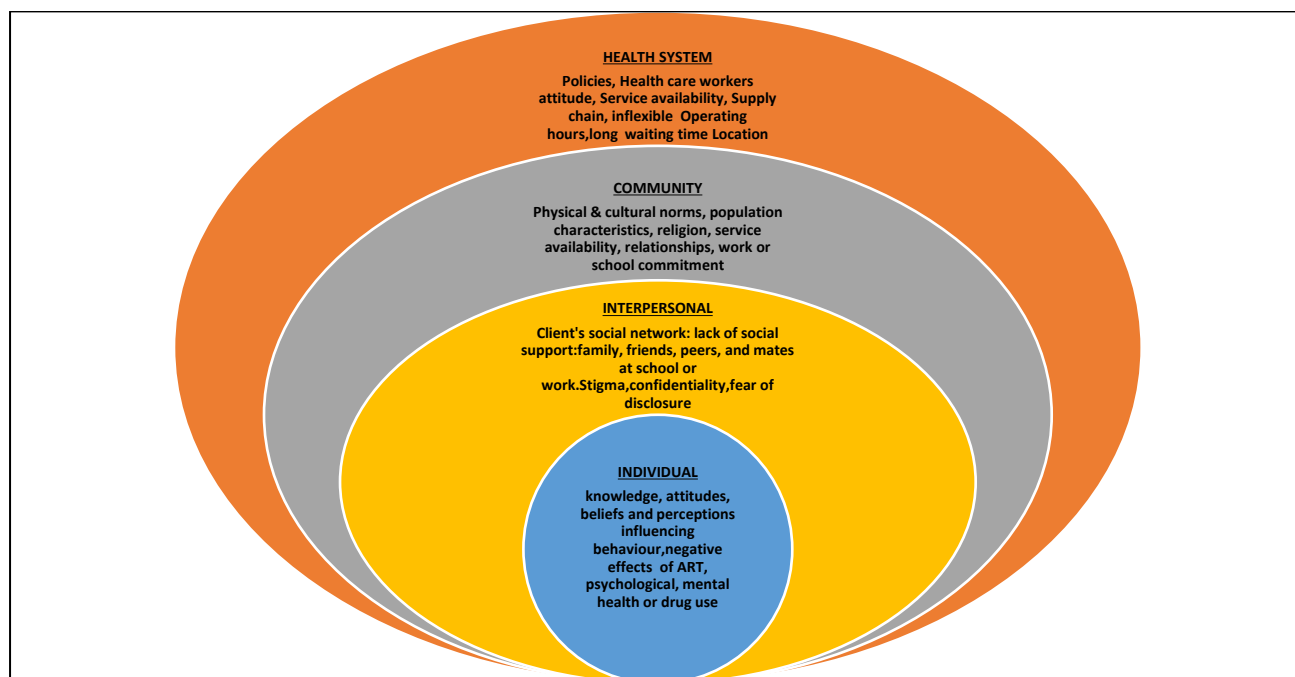 HEALTH SYSTEM
Policies, Health care workers
attitude, Service availability, Supply
chain, inflexible  Operating
hours,long  waiting time Location
COMMUNITY
Physical & cultural norms, population
characteristics, religion, service
availability, relationships, work or
school commitment
INTERPERSONAL
Client's social network: lack of social
support:family, friends, peers, and mates
at school or
work.Stigma,confidentiality,fear of
disclosure
INDIVIDUAL
knowledge, attitudes,
beliefs and perceptions
influencing
behaviour,negative
effects  of ART,
psychological, mental
health or drug use